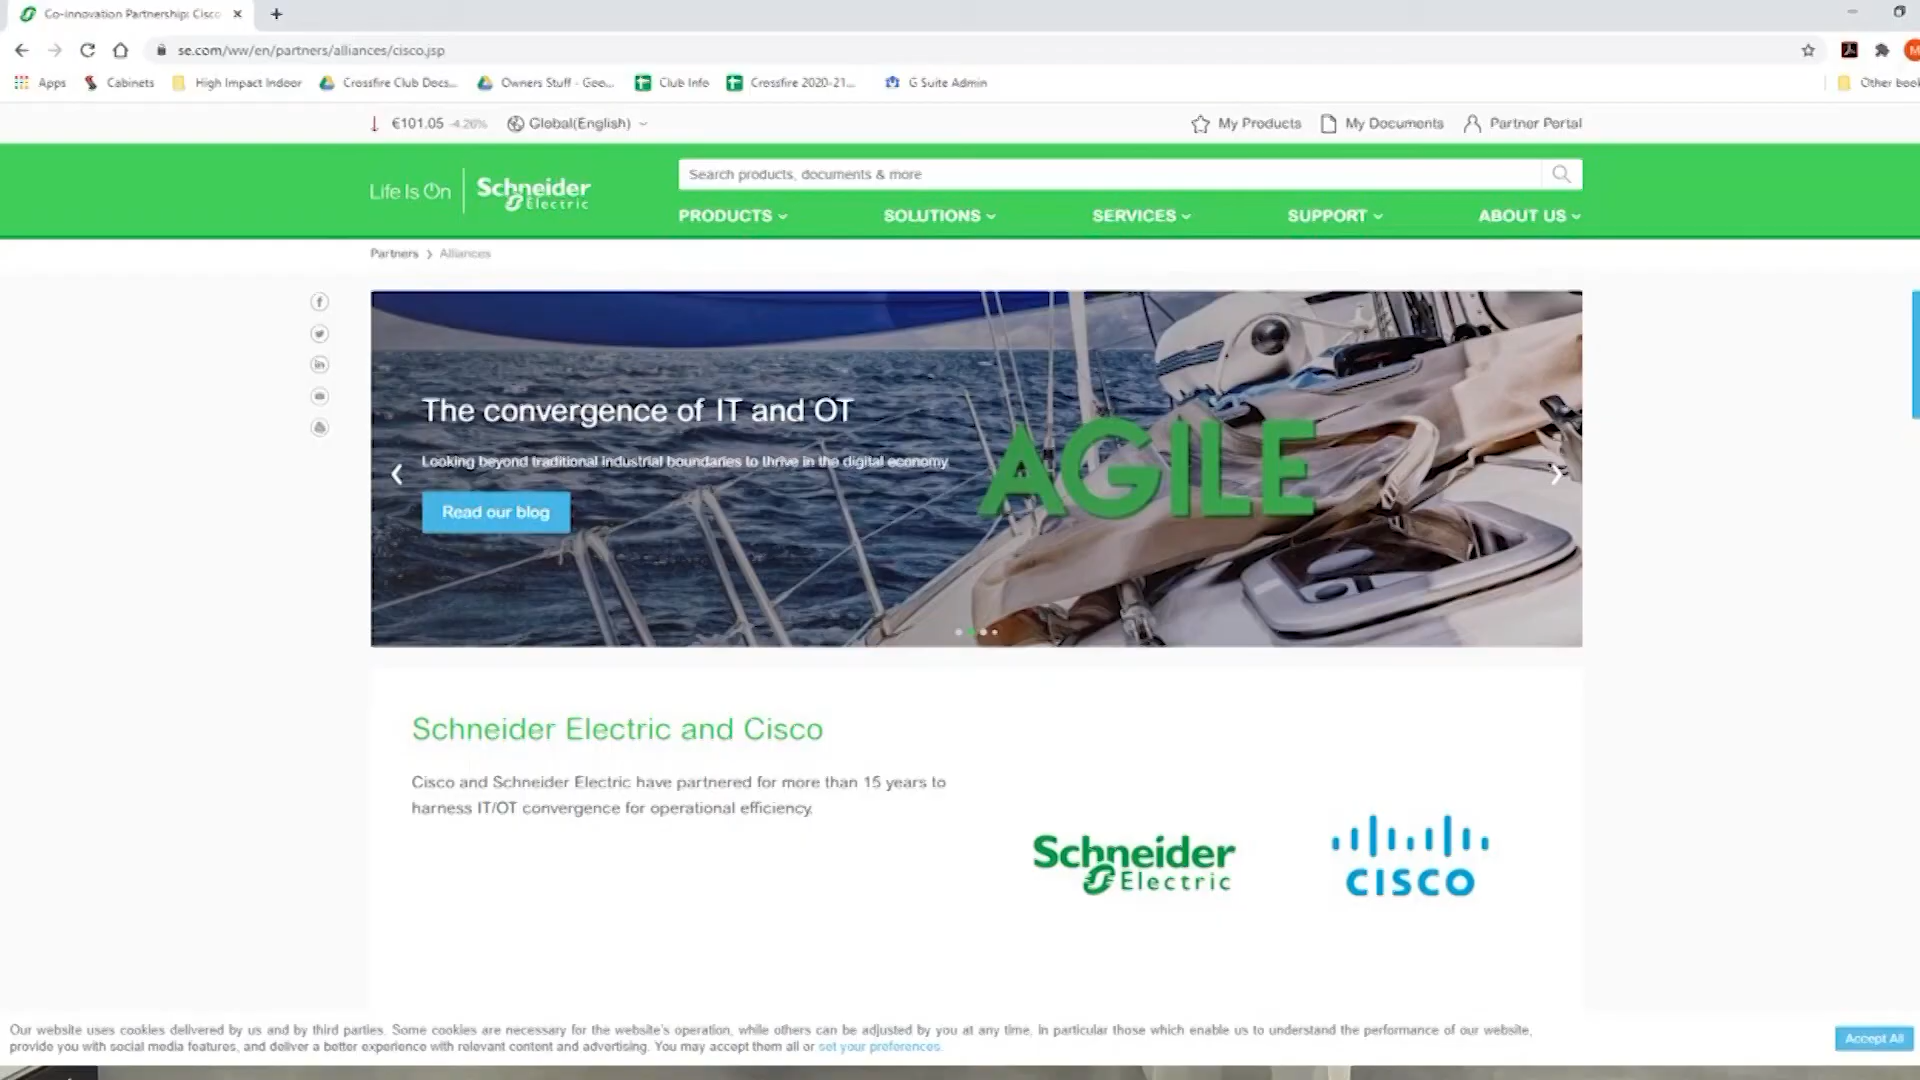 Co-innovation Partnership: Cisco
se.com/ww/en/partners/alliances/cisco.jsp
Apps
Cabinets
High Impact Indoor
Crossfire Club Docs...
Owners Stuff - Goo...
Club Info
Crossfire 2020-21...
G Suite Admin
€101.05 -4.26%
Global(English)
My Products
My Documents
Partner Portal
Life Is On
Schneider
Electric
Search products, documents & more
PRODUCTS
SOLUTIONS
SERVICES
SUPPORT
ABOUT US
Partners
Alliances
The convergence of IT and OT
Looking beyond traditional industrial boundaries to thrive in the digital economy
AGILE
Read our blog
Schneider Electric and Cisco
Cisco and Schneider Electric have partnered for more than 15 years to
harness IT/OT convergence for operational efficiency.
Schneider
Electric
CISCO
Our website uses cookies delivered by us and by third parties. Some cookies are necessary for the website's operation, while others can be adjusted by you at any time, in particular those which enable us to understand the performance of our website,
provide you with social media features, and deliver a better experience with relevant content and advertising. You may accept them all or set your preferences.
Accept All